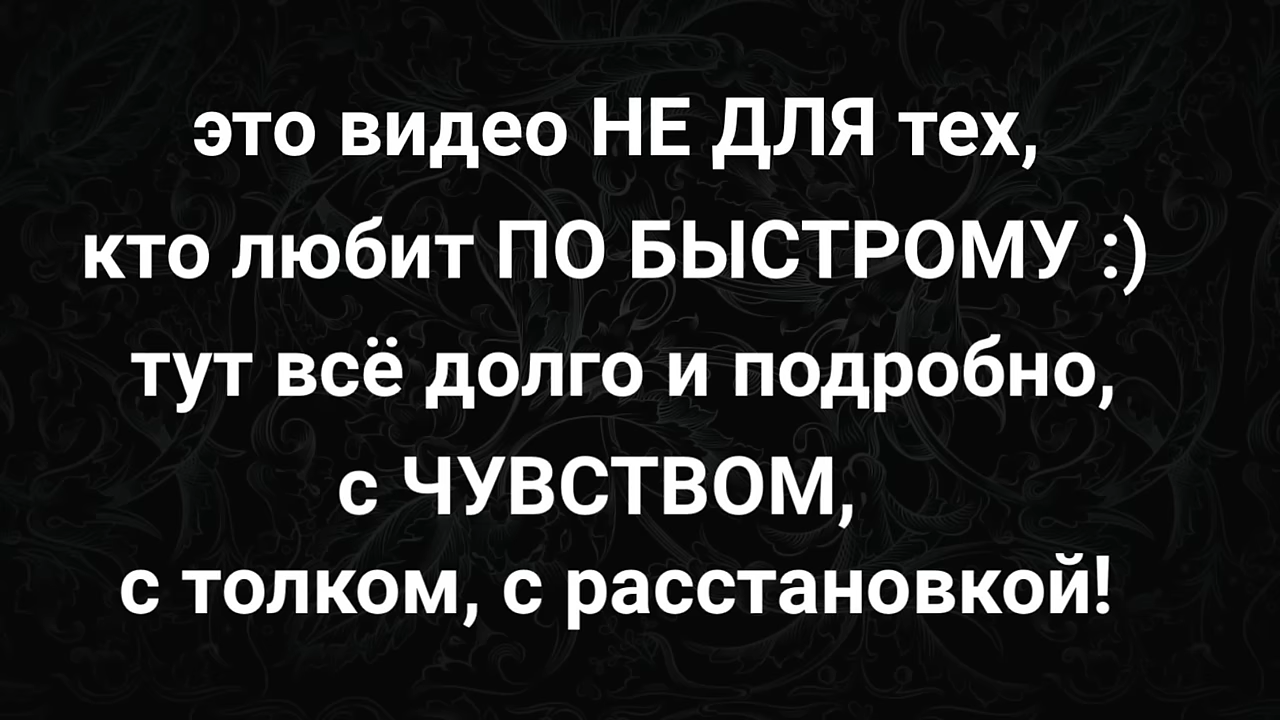 это видео НЕ ДЛЯ тех,
кто любит ПО БЫСТРОМУ :)
тут всё долго и подробно,
с ЧУВСТВОМ,
с толком, с расстановкой!